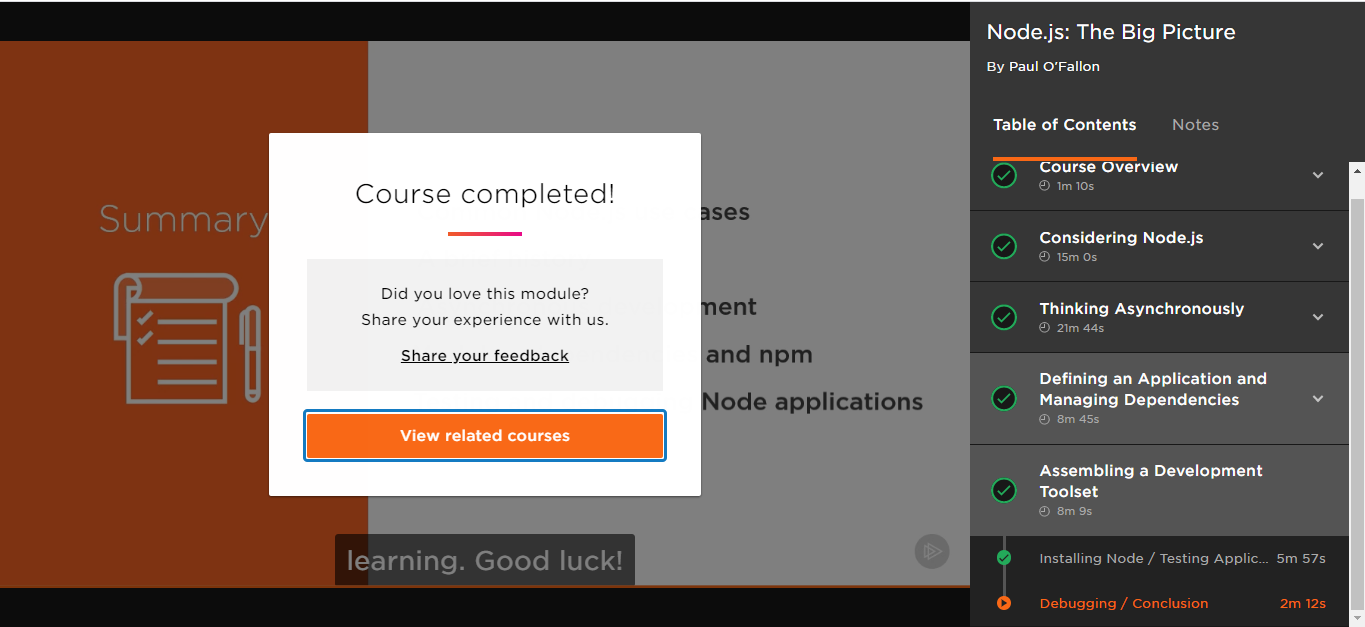 Summary
ases
ment
and npm
Node applications
learning. Good luck!
Course completed!
Did you love this module?
Share your experience with us.
Share your feedback
View related courses
Node.js: The Big Picture
By Paul O'Fallon
Table of Contents
Notes
Course Overview
1m 10s
Considering Node.js
15m 0s
Thinking Asynchronously
21m 44s
Defining an Application and
Managing Dependencies
8m 45s
Assembling a Development
Toolset
8m 9s
Installing Node / Testing Applic... 5m 57s
Debugging / Conclusion 2m 12s